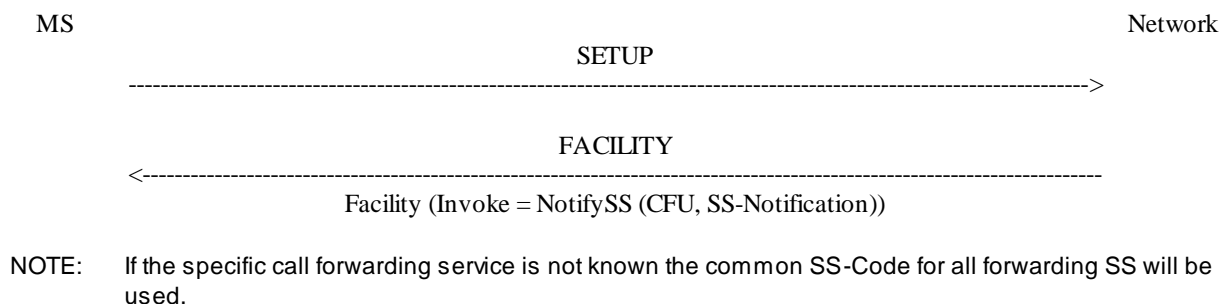 MS Network
SETUP
------------------------------------------------------------------------------------------------------------------------>
FACILITY
<------------------------------------------------------------------------------------------------------------------------
Facility (Invoke = NotifySS (CFU, SS-Notification))
NOTE: If the specific call forwarding service is not known the common SS-Code for all forwarding SS will be
used.